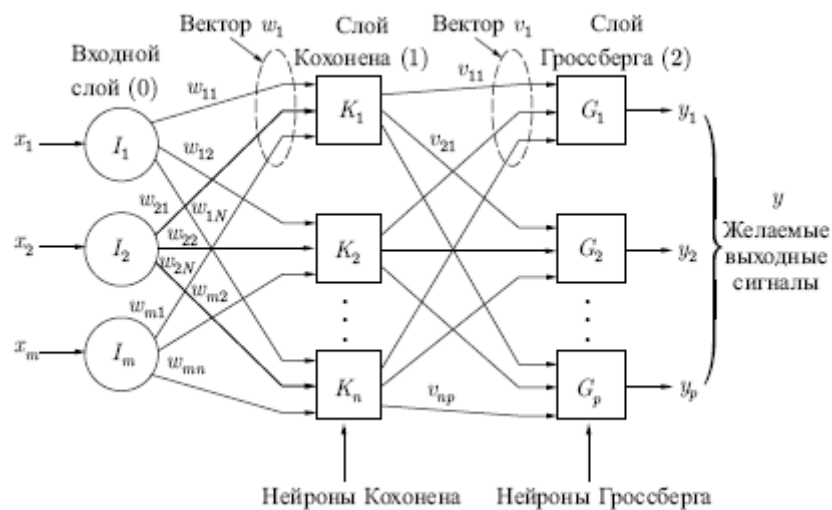 Вектор w₁
Слой
Кохонена (1)
Вектор v₁
Слой
Гроссберга (2)
Входной
слой (0)
w₁₁
v₁₁
x₁
I₁
K₁
G₁
y₁
w₁₂
v₂₁
w₂₁
w₁N
y
Желаемые
выходные
сигналы
x₂
I₂
w₂₂
K₂
G₂
y₂
w₂N
wₘ₁
wₘ₂
xₘ
Iₘ
wₘₙ
Kₙ
vₙₚ
Gₚ
yₚ
Нейроны Кохонена
Нейроны Гроссберга